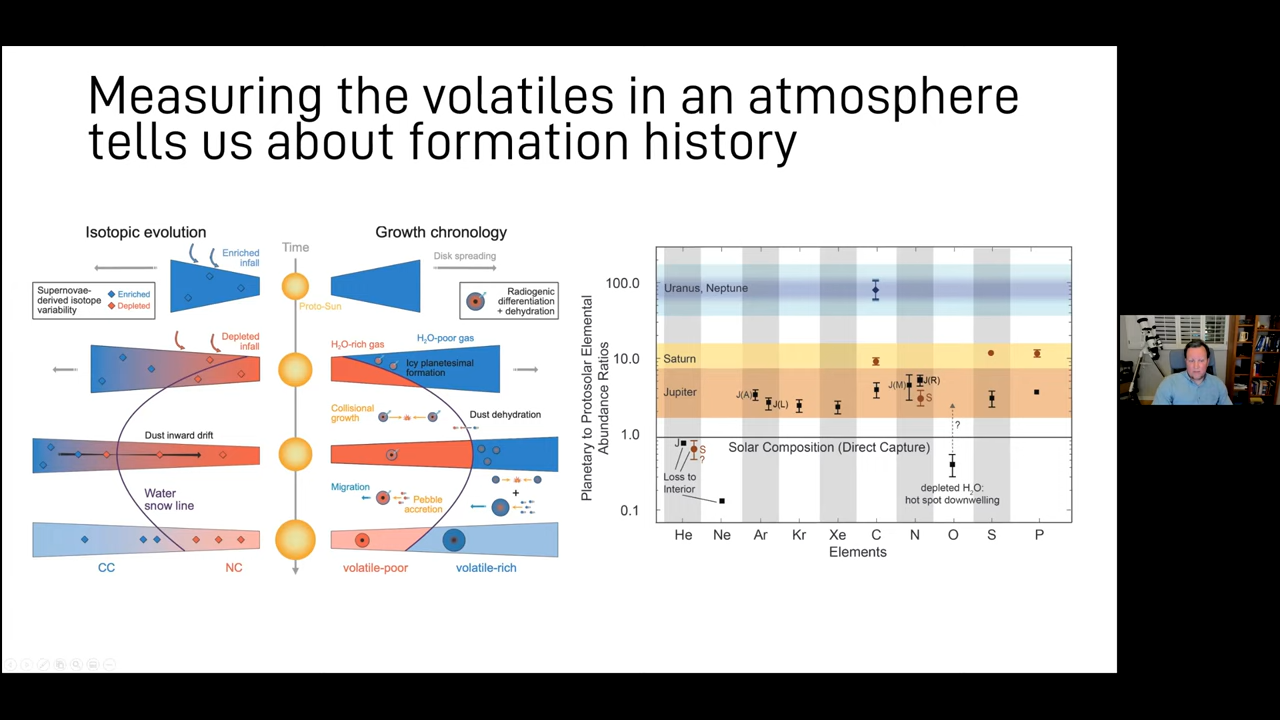 Measuring the volatiles in an atmosphere
tells us about formation history
Isotopic evolution
Time
Growth chronology
Enriched
infall
Disk spreading
Supernovae-
derived isotope
variability
Enriched
Depleted
Proto-Sun
Radiogenic
differentiation
+ dehydration
Depleted
infall
H₂O-rich gas
H₂O-poor gas
Icy planetesimal
formation
Collisional
growth
Dust dehydration
Dust inward drift
Water
snow line
Migration
Pebble
accretion
+
CC
NC
volatile-poor
volatile-rich
Planetary to Protosolar Elemental
Abundance Ratios
100.0
10.0
1.0
0.1
Uranus, Neptune
Saturn
Jupiter
J(A)
J(L)
J(M)
J(R)
S
?
Solar Composition (Direct Capture)
J
S
?
Loss to
Interior
depleted H₂O:
hot spot downwelling
He Ne Ar Kr Xe C N O S P
Elements